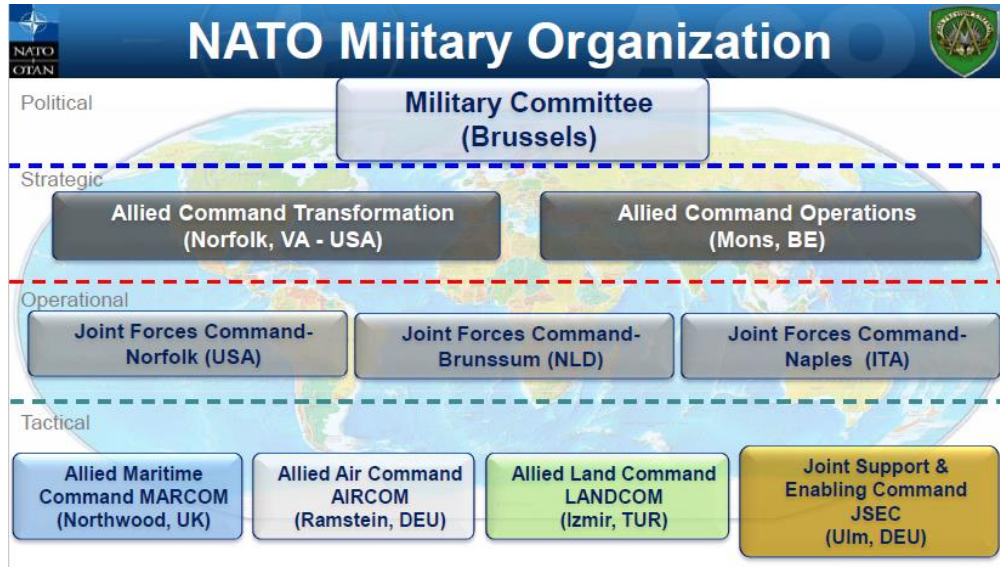 NATO
OTAN
NATO Military Organization
Political
Military Committee
(Brussels)
Strategic
Allied Command Transformation
(Norfolk, VA - USA)
Allied Command Operations
(Mons, BE)
Operational
Joint Forces Command-
Norfolk (USA)
Joint Forces Command-
Brunssum (NLD)
Joint Forces Command-
Naples (ITA)
Tactical
Allied Maritime
Command MARCOM
(Northwood, UK)
Allied Air Command
AIRCOM
(Ramstein, DEU)
Allied Land Command
LANDCOM
(Izmir, TUR)
Joint Support &
Enabling Command
JSEC
(Ulm, DEU)